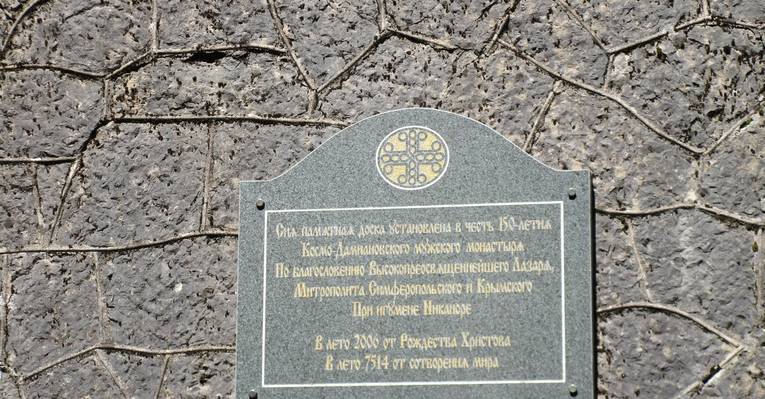 Сия памятная доска установлена в честь 150-летия
Космо-Дамиановского мужского монастыря
По благословению Высокопреосвященнейшего Лазаря,
Митрополита Симферопольского и Крымского
При игумене Никаноре
В лето 2006 от Рождества Христова
В лето 7514 от сотворения мира